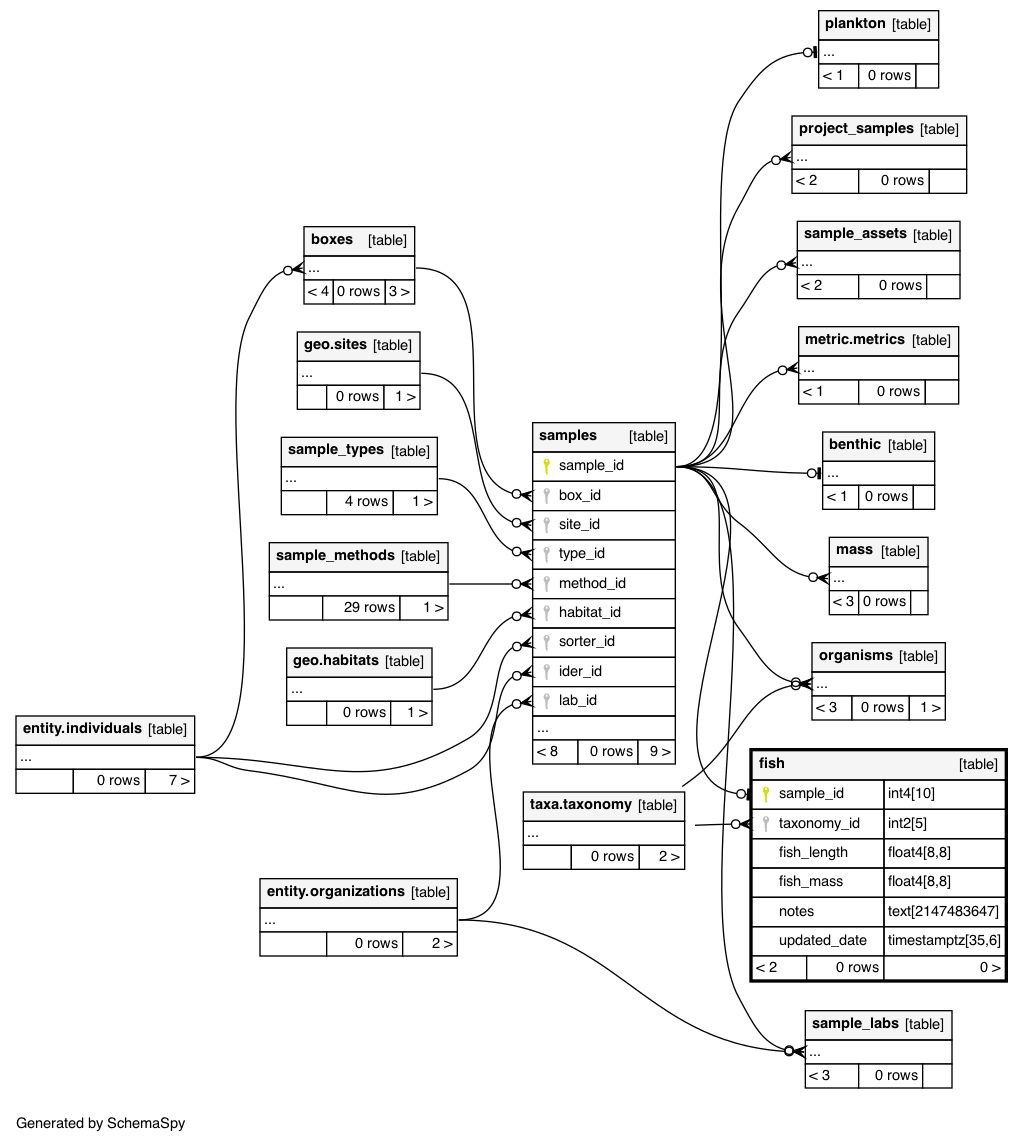 plankton [table]
...
< 1 0 rows
project_samples [table]
...
< 2 0 rows
sample_assets [table]
...
< 2 0 rows
metric.metrics [table]
...
< 1 0 rows
benthic [table]
...
< 1 0 rows
mass [table]
...
< 3 0 rows
organisms [table]
...
< 3 0 rows 1 >
boxes [table]
...
< 4 0 rows 3 >
geo.sites [table]
...
0 rows 1 >
sample_types [table]
...
4 rows 1 >
sample_methods [table]
...
29 rows 1 >
geo.habitats [table]
...
0 rows 1 >
entity.individuals [table]
...
0 rows 7 >
samples [table]
sample_id
box_id
site_id
type_id
method_id
habitat_id
sorter_id
ider_id
lab_id
...
< 8 0 rows 9 >
taxa.taxonomy [table]
...
0 rows 2 >
entity.organizations [table]
...
0 rows 2 >
fish [table]
sample_id int4[10]
taxonomy_id int2[5]
fish_length float4[8,8]
fish_mass float4[8,8]
notes text[2147483647]
updated_date timestamptz[35,6]
< 2 0 rows 0 >
sample_labs [table]
...
< 3 0 rows
Generated by SchemaSpy